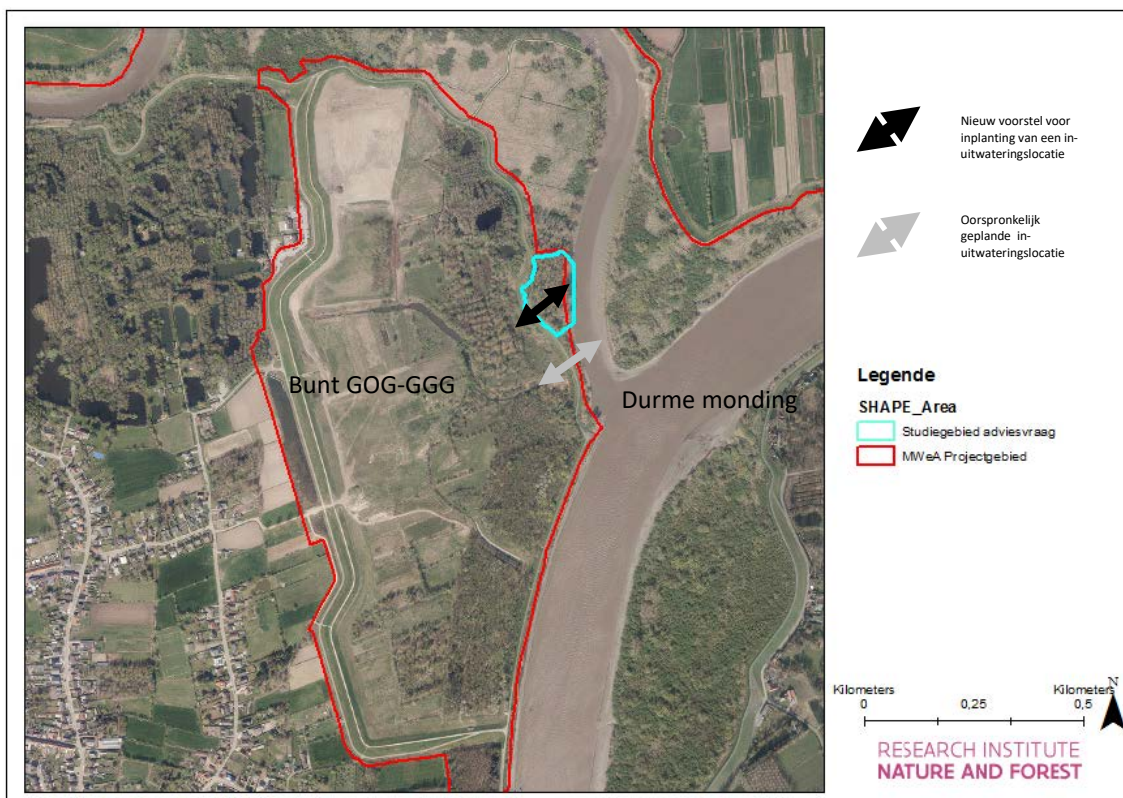 Nieuw voorstel voor
inplanting van een in-
uitwateringslocatie
Oorspronkelijk
geplande in-
uitwateringslocatie
Bunt GOG-GGG
Durme monding
Legende
SHAPE_Area
Studiegebied adviesvraag
MWeA Projectgebied
Kilometers Kilometers N
0 0,25 0,5
RESEARCH INSTITUTE
NATURE AND FOREST